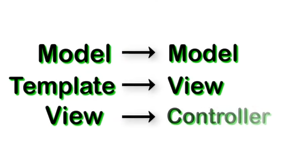 Model → Model
Template → View
View → Controller